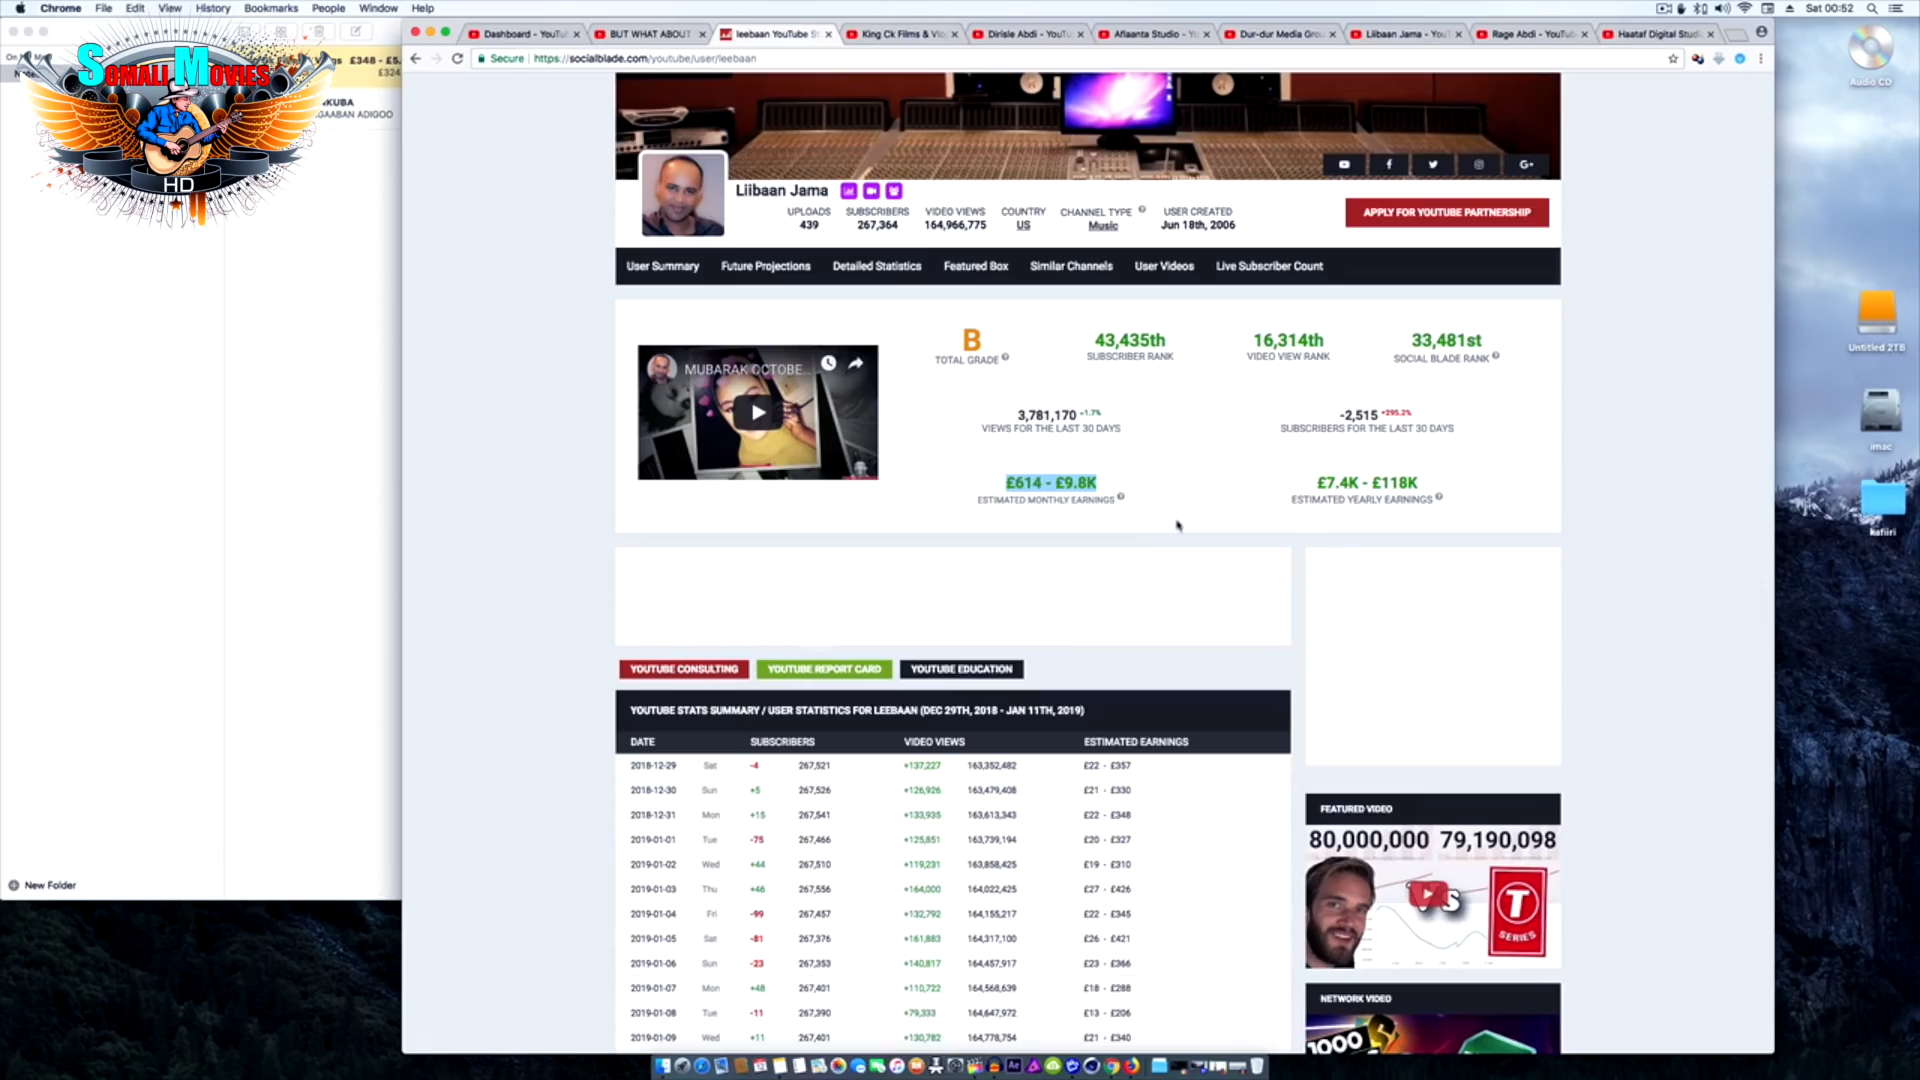 Chrome File Edit View History Bookmarks People Window Help
Sat 00:52
SOMALI MOVIES
HD
£348 - £5.
£324
KUBA
GAABAN ADIGOO
New Folder
Dashboard - YouTu
BUT WHAT ABOUT
leebaan YouTube St
King Ck Films & Vlo
Dirisle Abdi - YouTu
Aflaanta Studio - Yo
Dur-dur Media Grou
Liibaan Jama - YouT
Rage Abdi - YouTub
Haataf Digital Studi
Secure https://socialblade.com/youtube/user/leebaan
Liibaan Jama
UPLOADS SUBSCRIBERS VIDEO VIEWS COUNTRY CHANNEL TYPE USER CREATED
439 267,364 164,966,775 US Music Jun 18th, 2006
APPLY FOR YOUTUBE PARTNERSHIP
User Summary Future Projections Detailed Statistics Featured Box Similar Channels User Videos Live Subscriber Count
MUBARAK OCTOBE...
B 43,435th 16,314th 33,481st
TOTAL GRADE SUBSCRIBER RANK VIDEO VIEW RANK SOCIAL BLADE RANK
3,781,170 -1.7% -2,515 +295.2%
VIEWS FOR THE LAST 30 DAYS SUBSCRIBERS FOR THE LAST 30 DAYS
£614 - £9.8K £7.4K - £118K
ESTIMATED MONTHLY EARNINGS ESTIMATED YEARLY EARNINGS
YOUTUBE CONSULTING YOUTUBE REPORT CARD YOUTUBE EDUCATION
YOUTUBE STATS SUMMARY / USER STATISTICS FOR LEEBAAN (DEC 29TH, 2018 - JAN 11TH, 2019)
DATE SUBSCRIBERS VIDEO VIEWS ESTIMATED EARNINGS
2018-12-29 Sat -4 267,521 +137,227 163,352,482 £22 - £357
2018-12-30 Sun +5 267,526 +126,926 163,479,408 £21 - £330
2018-12-31 Mon +15 267,541 +133,935 163,613,343 £22 - £348
2019-01-01 Tue -75 267,466 +125,851 163,739,194 £20 - £327
2019-01-02 Wed +44 267,510 +119,231 163,858,425 £19 - £310
2019-01-03 Thu +46 267,556 +164,000 164,022,425 £27 - £426
2019-01-04 Fri -99 267,457 +132,792 164,155,217 £22 - £345
2019-01-05 Sat -81 267,376 +161,883 164,317,100 £26 - £421
2019-01-06 Sun -23 267,353 +140,817 164,457,917 £23 - £366
2019-01-07 Mon +48 267,401 +110,722 164,568,639 £18 - £288
2019-01-08 Tue -11 267,390 +79,333 164,647,972 £13 - £206
2019-01-09 Wed +11 267,401 +130,782 164,778,754 £21 - £340
FEATURED VIDEO
80,000,000 79,190,098
VS
T
SERIES
NETWORK VIDEO
1000
Audio CD
Untitled 2TB
imac
kafiiri